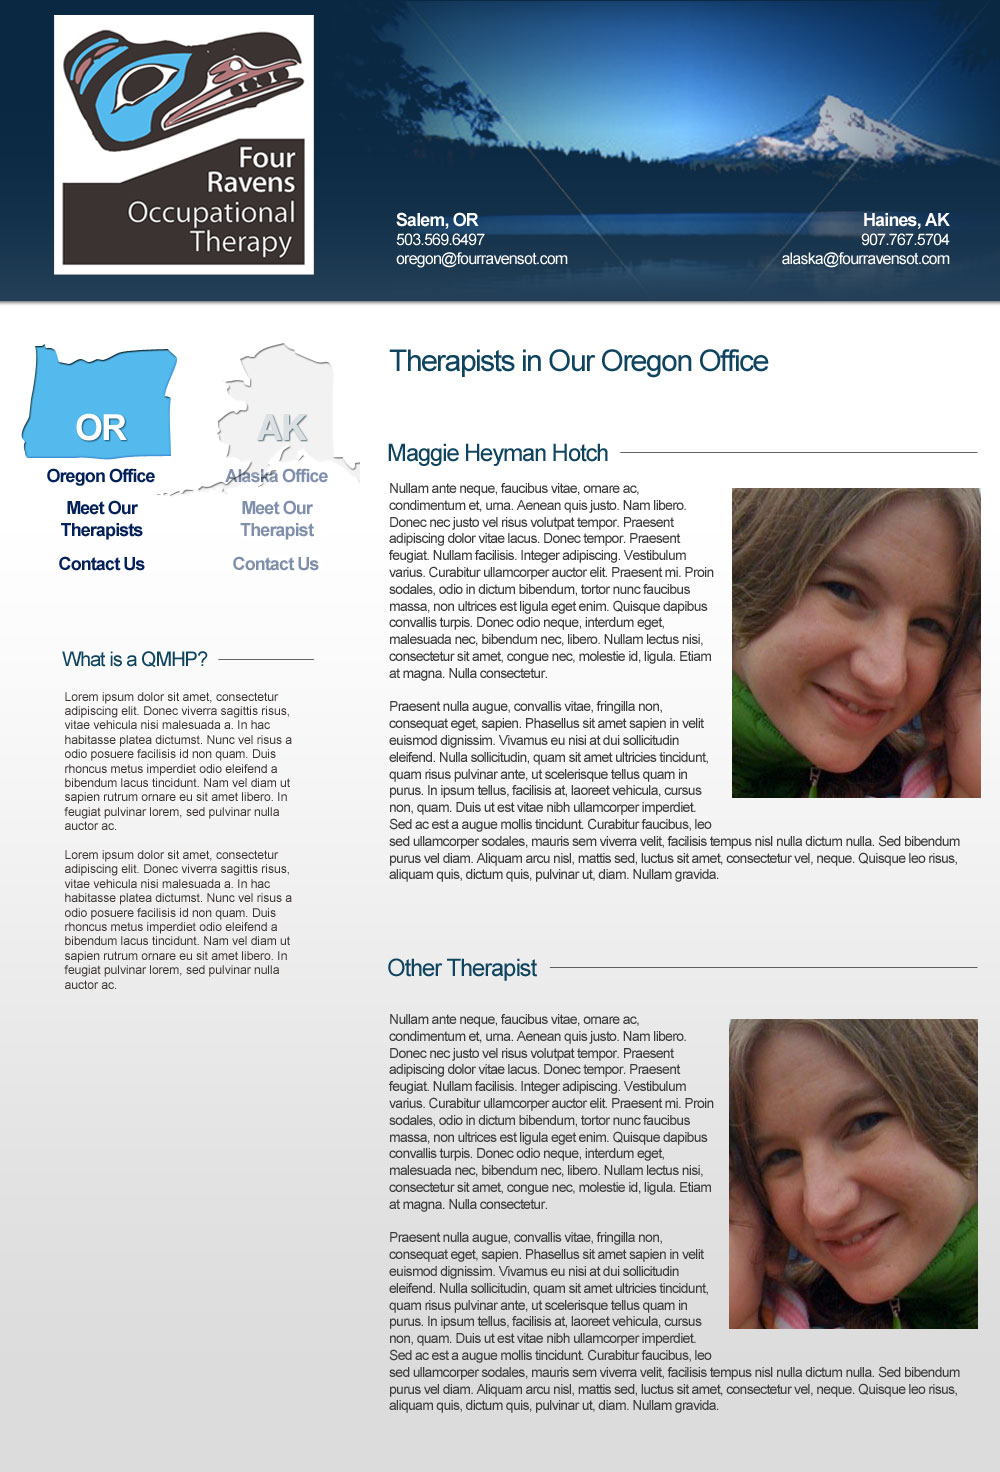 Four
Ravens
Occupational
Therapy
Salem, OR
503.569.6497
oregon@fourravensot.com
Haines, AK
907.767.5704
alaska@fourravensot.com
OR
Oregon Office
Meet Our
Therapists
Contact Us
AK
Alaska Office
Meet Our
Therapist
Contact Us
What is a QMHP?
Lorem ipsum dolor sit amet, consectetur
adipiscing elit. Donec viverra sagittis risus,
vitae vehicula nisi malesuada a. In hac
habitasse platea dictumst. Nunc vel risus a
odio posuere facilisis id non quam. Duis
rhoncus metus imperdiet odio eleifend a
bibendum lacus tincidunt. Nam vel diam ut
sapien rutrum ornare eu sit amet libero. In
feugiat pulvinar lorem, sed pulvinar nulla
auctor ac.
Lorem ipsum dolor sit amet, consectetur
adipiscing elit. Donec viverra sagittis risus,
vitae vehicula nisi malesuada a. In hac
habitasse platea dictumst. Nunc vel risus a
odio posuere facilisis id non quam. Duis
rhoncus metus imperdiet odio eleifend a
bibendum lacus tincidunt. Nam vel diam ut
sapien rutrum ornare eu sit amet libero. In
feugiat pulvinar lorem, sed pulvinar nulla
auctor ac.
Therapists in Our Oregon Office
Maggie Heyman Hotch
Nullam ante neque, faucibus vitae, ornare ac,
condimentum et, urna. Aenean quis justo. Nam libero.
Donec nec justo vel risus volutpat tempor. Praesent
adipiscing dolor vitae lacus. Donec tempor. Praesent
feugiat. Nullam facilisis. Integer adipiscing. Vestibulum
varius. Curabitur ullamcorper auctor elit. Praesent mi. Proin
sodales, odio in dictum bibendum, tortor nunc faucibus
massa, non ultrices est ligula eget enim. Quisque dapibus
convallis turpis. Donec odio neque, interdum eget,
malesuada nec, bibendum nec, libero. Nullam lectus nisi,
consectetur sit amet, congue nec, molestie id, ligula. Etiam
at magna. Nulla consectetur.
Praesent nulla augue, convallis vitae, fringilla non,
consequat eget, sapien. Phasellus sit amet sapien in velit
euismod dignissim. Vivamus eu nisi at dui sollicitudin
eleifend. Nulla sollicitudin, quam sit amet ultricies tincidunt,
quam risus pulvinar ante, ut scelerisque tellus quam in
purus. In ipsum tellus, facilisis at, laoreet vehicula, cursus
non, quam. Duis ut est vitae nibh ullamcorper imperdiet.
Sed ac est a augue mollis tincidunt. Curabitur faucibus, leo
sed ullamcorper sodales, mauris sem viverra velit, facilisis tempus nisl nulla dictum nulla. Sed bibendum
purus vel diam. Aliquam arcu nisl, mattis sed, luctus sit amet, consectetur vel, neque. Quisque leo risus,
aliquam quis, dictum quis, pulvinar ut, diam. Nullam gravida.
Other Therapist
Nullam ante neque, faucibus vitae, ornare ac,
condimentum et, urna. Aenean quis justo. Nam libero.
Donec nec justo vel risus volutpat tempor. Praesent
adipiscing dolor vitae lacus. Donec tempor. Praesent
feugiat. Nullam facilisis. Integer adipiscing. Vestibulum
varius. Curabitur ullamcorper auctor elit. Praesent mi. Proin
sodales, odio in dictum bibendum, tortor nunc faucibus
massa, non ultrices est ligula eget enim. Quisque dapibus
convallis turpis. Donec odio neque, interdum eget,
malesuada nec, bibendum nec, libero. Nullam lectus nisi,
consectetur sit amet, congue nec, molestie id, ligula. Etiam
at magna. Nulla consectetur.
Praesent nulla augue, convallis vitae, fringilla non,
consequat eget, sapien. Phasellus sit amet sapien in velit
euismod dignissim. Vivamus eu nisi at dui sollicitudin
eleifend. Nulla sollicitudin, quam sit amet ultricies tincidunt,
quam risus pulvinar ante, ut scelerisque tellus quam in
purus. In ipsum tellus, facilisis at, laoreet vehicula, cursus
non, quam. Duis ut est vitae nibh ullamcorper imperdiet.
Sed ac est a augue mollis tincidunt. Curabitur faucibus, leo
sed ullamcorper sodales, mauris sem viverra velit, facilisis tempus nisl nulla dictum nulla. Sed bibendum
purus vel diam. Aliquam arcu nisl, mattis sed, luctus sit amet, consectetur vel, neque. Quisque leo risus,
aliquam quis, dictum quis, pulvinar ut, diam. Nullam gravida.